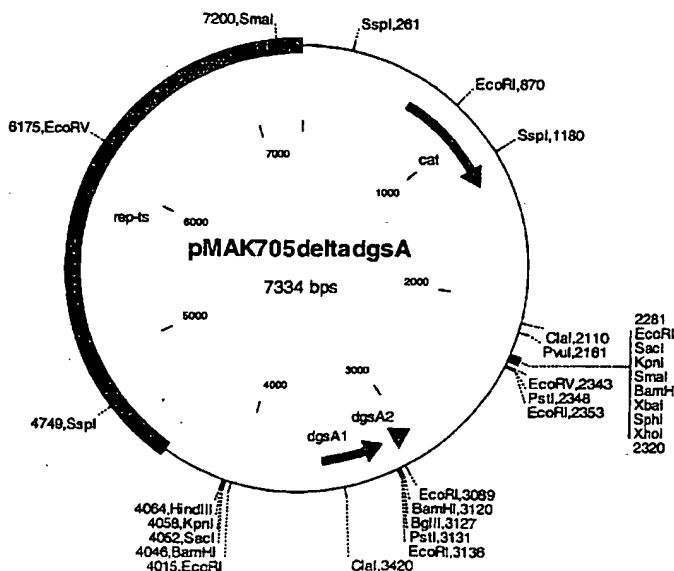 7200,SmaI
SspI,261
EcoRI,870
SspI,1180
6175,EcoRV
7000
cat
1000
rep-ts
6000
pMAK705deltadgsA
7334 bps
2000
5000
ClaI,2110
PvuI,2161
2281
EcoRI
SacI
KpnI
SmaI
BamHI
XbaI
SphI
XhoI
2320
EcoRV,2343
PstI,2348
EcoRI,2353
3000
4000
4749,SspI
dgsA2
dgsA1
EcoRI,3089
BamHI,3120
BglII,3127
PstI,3131
EcoRI,3136
4064,HindIII
4058,KpnI
4052,SacI
4046,BamHI
4015,EcoRI
ClaI,3420